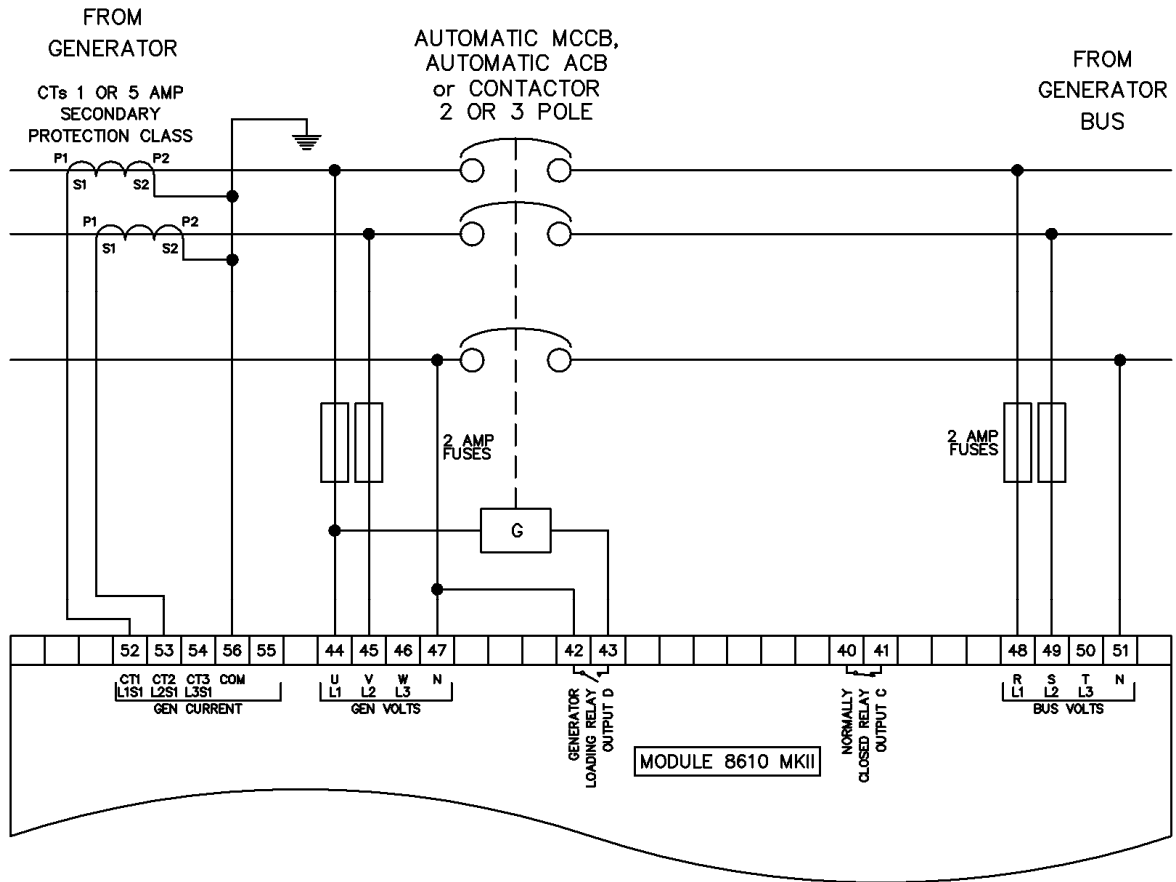 FROM
GENERATOR
CTs 1 OR 5 AMP
SECONDARY
PROTECTION CLASS
AUTOMATIC MCCB,
AUTOMATIC ACB
or CONTACTOR
2 OR 3 POLE
FROM
GENERATOR
BUS
P1 P2
S1 S2
P1 P2
S1 S2
2 AMP
FUSES
2 AMP
FUSES
G
52 53 54 56 55 44 45 46 47 42 43 40 41 48 49 50 51
CT1 CT2 CT3 COM
L1S1 L2S1 L3S1
GEN CURRENT
U V W N
L1 L2 L3
GEN VOLTS
GENERATOR
LOADING RELAY
OUTPUT D
NORMALLY
CLOSED RELAY
OUTPUT C
R S T N
L1 L2 L3
BUS VOLTS
MODULE 8610 MKII